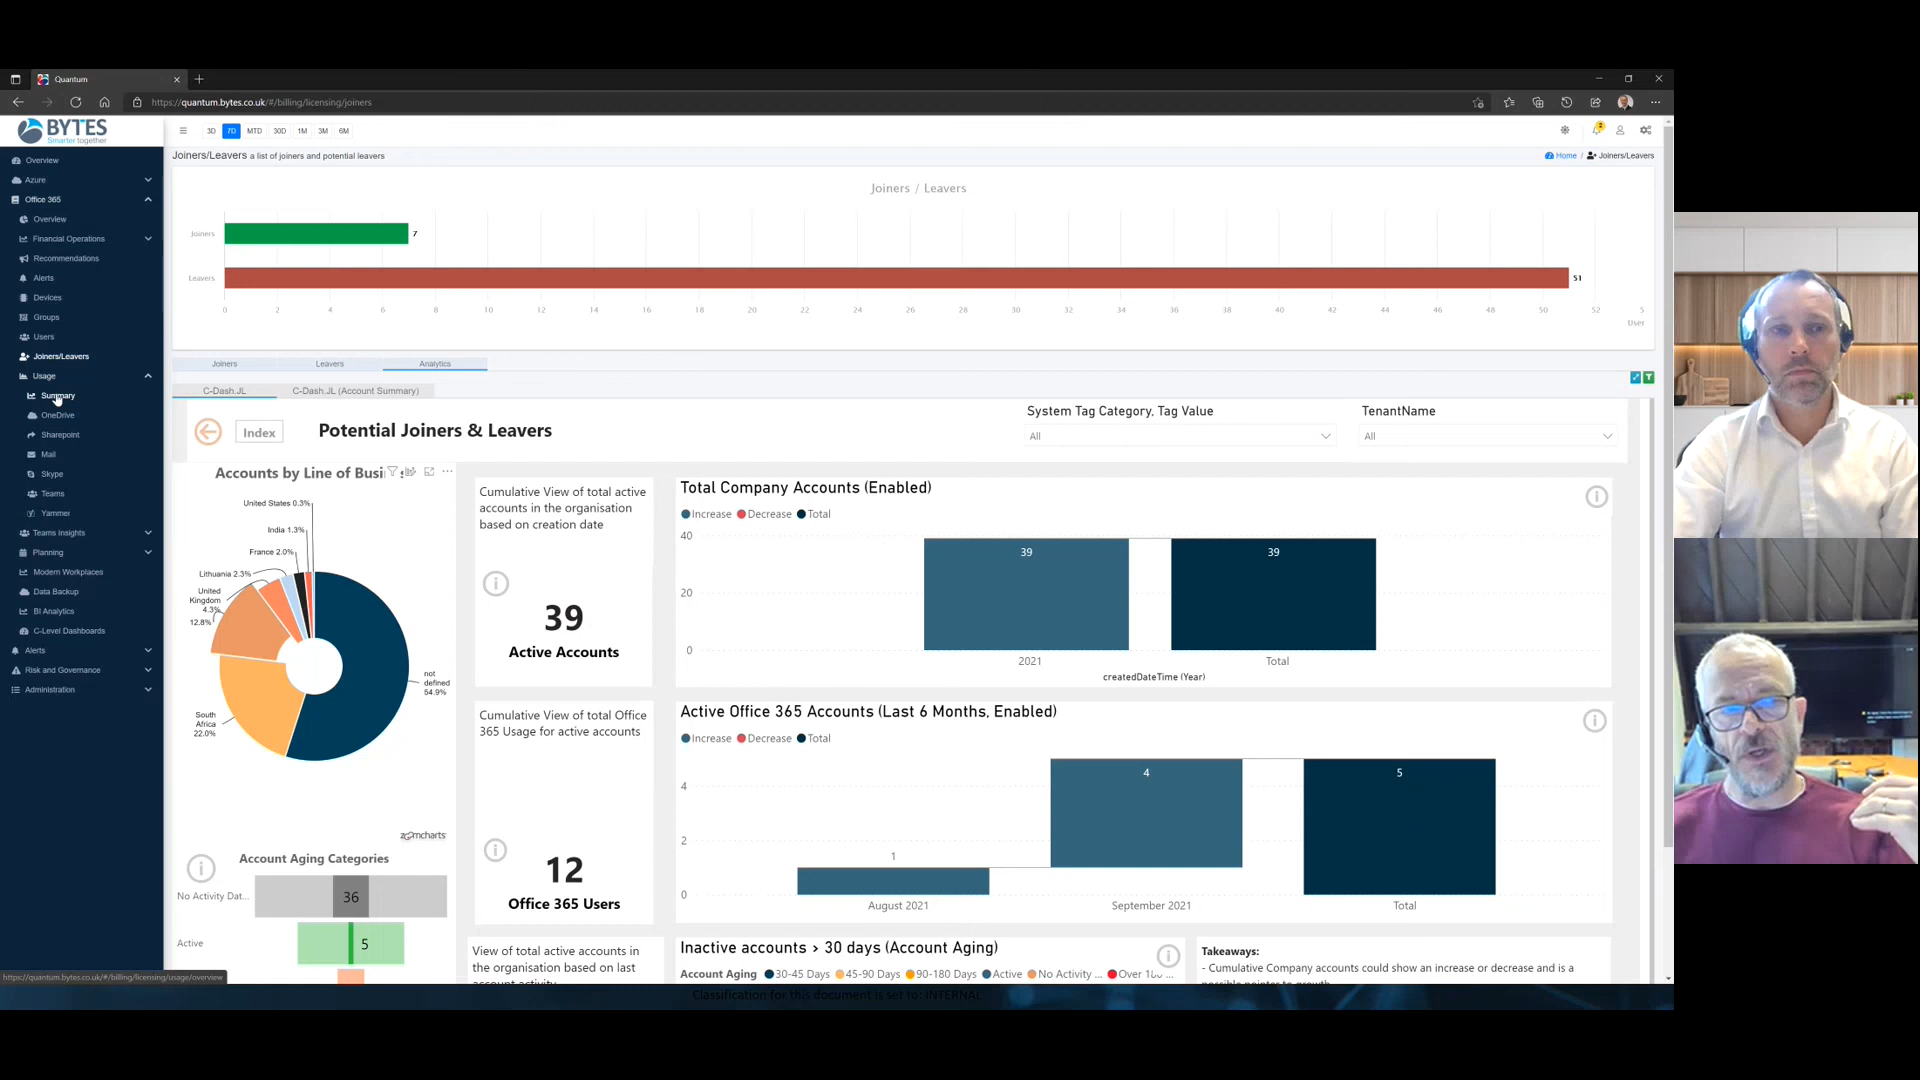 Quantum
https://quantum.bytes.co.uk/#/billing/licensing/joiners
BYTES
Smarter together
3D 7D MTD 30D 1M 3M 6M
2
Joiners/Leavers a list of joiners and potential leavers
Home / Joiners/Leavers
Overview
Azure
Office 365
Overview
Financial Operations
Recommendations
Alerts
Devices
Groups
Users
Joiners/Leavers
Usage
Summary
OneDrive
Sharepoint
Mail
Skype
Teams
Yammer
Teams Insights
Planning
Modern Workplaces
Data Backup
BI Analytics
C-Level Dashboards
Alerts
Risk and Governance
Administration
https://quantum.bytes.co.uk/#/billing/licensing/usage/overview
Joiners / Leavers
Joiners 7
Leavers 51
0 2 4 6 8 10 12 14 16 18 20 22 24 26 28 30 32 34 36 38 40 42 44 46 48 50 52 5
User
Joiners Leavers Analytics
C-Dash.JL C-Dash.JL (Account Summary)
Index
Potential Joiners & Leavers
System Tag Category, Tag Value
All
TenantName
All
Accounts by Line of Busi
United States 0.3%
India 1.3%
France 2.0%
Lithuania 2.3%
United
Kingdom
4.3%
12.8%
not
defined
54.9%
South
Africa
22.0%
zoomcharts
Account Aging Categories
No Activity Dat... 36
Active 5
Cumulative View of total active
accounts in the organisation
based on creation date
39
Active Accounts
Cumulative View of total Office
365 Usage for active accounts
12
Office 365 Users
View of total active accounts in
the organisation based on last
account activity
Total Company Accounts (Enabled)
Increase Decrease Total
40
20
0
39 39
2021 Total
createdDateTime (Year)
Active Office 365 Accounts (Last 6 Months, Enabled)
Increase Decrease Total
4
2
0
1 4 5
August 2021 September 2021 Total
Inactive accounts > 30 days (Account Aging)
Account Aging 30-45 Days 45-90 Days 90-180 Days Active No Activity ... Over 180 ...
Takeaways:
- Cumulative Company accounts could show an increase or decrease and is a
possible pointer to growth
Classification for this document is set to: INTERNAL